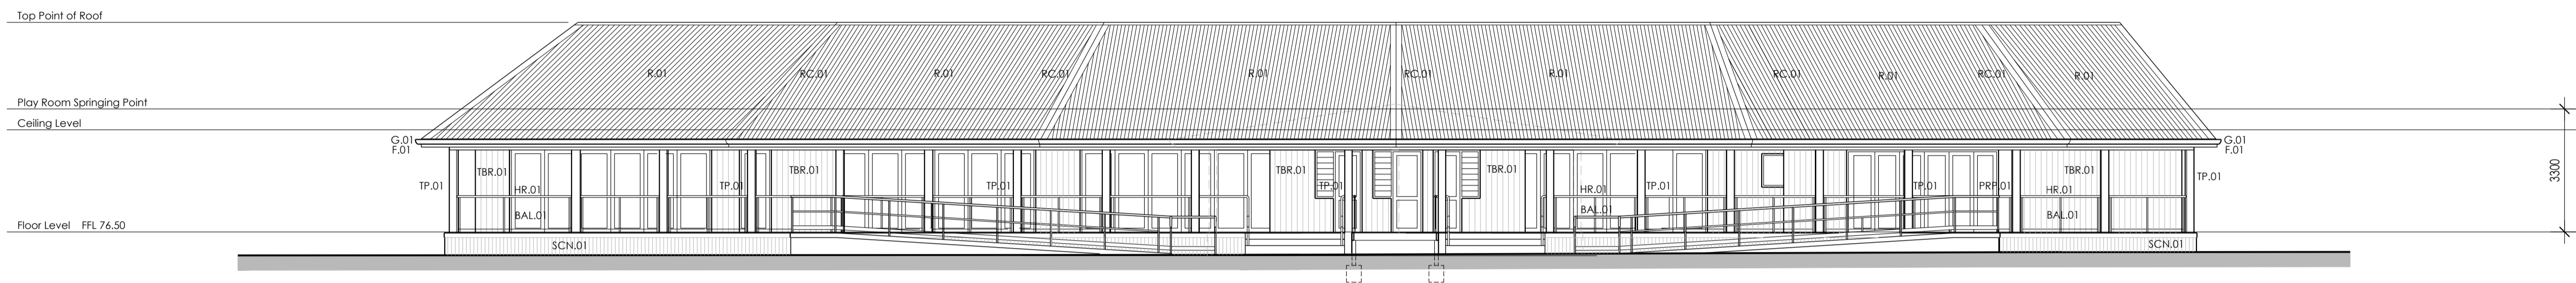 Top Point of Roof
R.01 RC.01 R.01 RC.01 R.01 RC.01 R.01 RC.01 R.01 RC.01 R.01
Play Room Springing Point
Ceiling Level
G.01 G.01
F.01 F.01
TBR.01 TBR.01 TBR.01 TBR.01 TBR.01
3300
TP.01 TP.01 TP.01 TP.01 TP.01 TP.01 PRP.01 TP.01
HR.01 HR.01 HR.01
BAL.01 BAL.01 BAL.01
Floor Level FFL 76.50
SCN.01 SCN.01